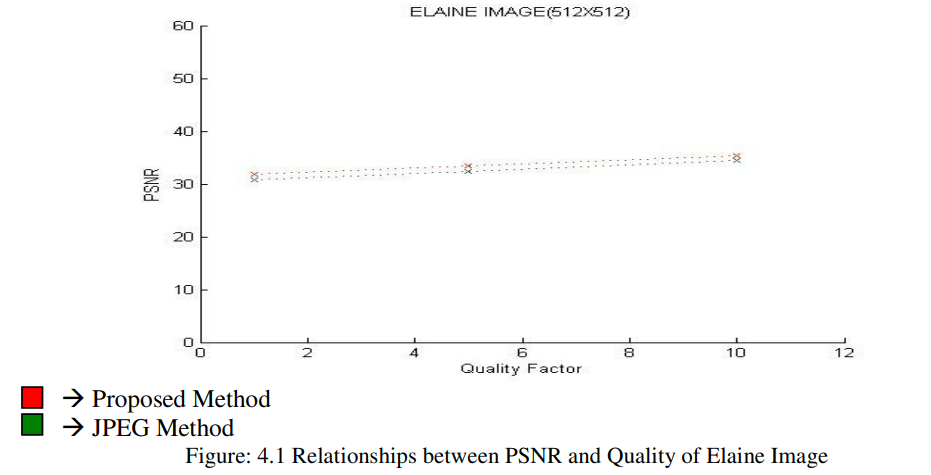 ELAINE IMAGE(512X512)
60
50
40
30
20
10
0
PSNR
0 2 4 6 8 10 12
Quality Factor
→ Proposed Method
→ JPEG Method
Figure: 4.1 Relationships between PSNR and Quality of Elaine Image